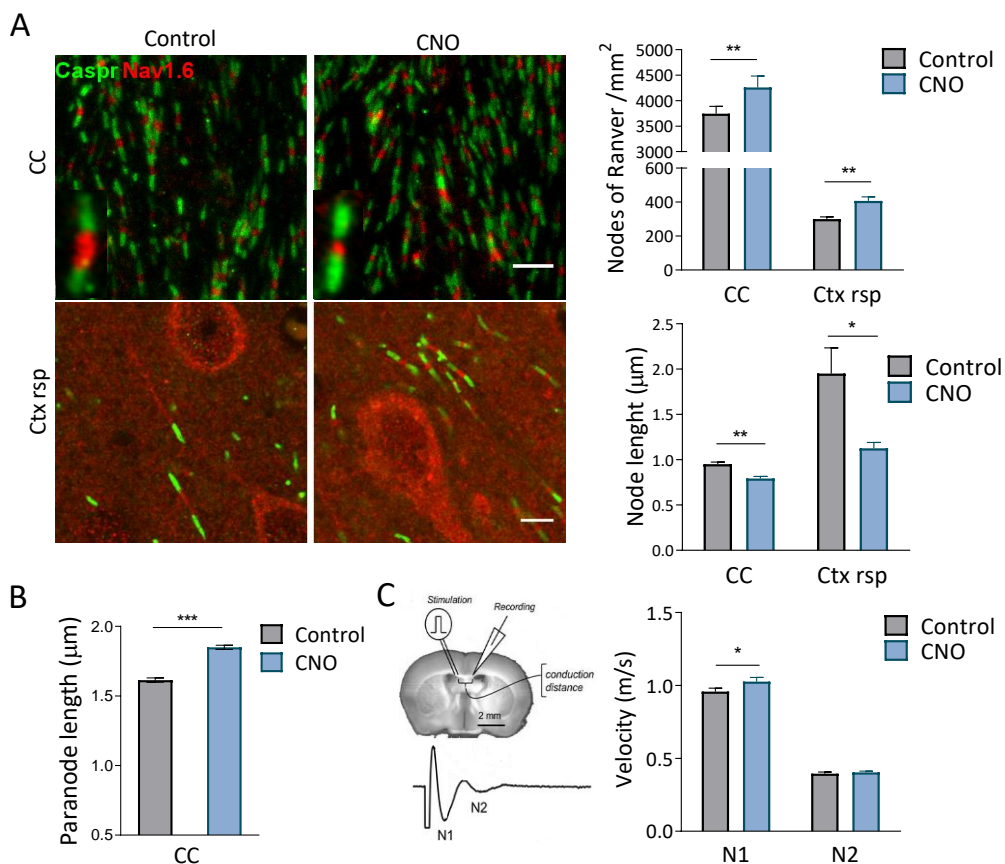 A
Control
CNO
Caspr Nav1.6
CC
Ctx rsp
Nodes of Ranver /mm2
5000
4500
4000
3500
3000
600
400
200
0
**
**
CC
Ctx rsp
Control
CNO
Node lenght (μm)
2.5
2.0
1.5
1.0
0.5
0.0
**
*
CC
Ctx rsp
Control
CNO
B
Paranode length (μm)
2.0
1.5
1.0
0.5
***
CC
Control
CNO
C
Stimulation
Recording
conduction
distance
2 mm
N1
N2
Velocity (m/s)
1.5
1.0
0.5
0.0
*
N1
N2
Control
CNO